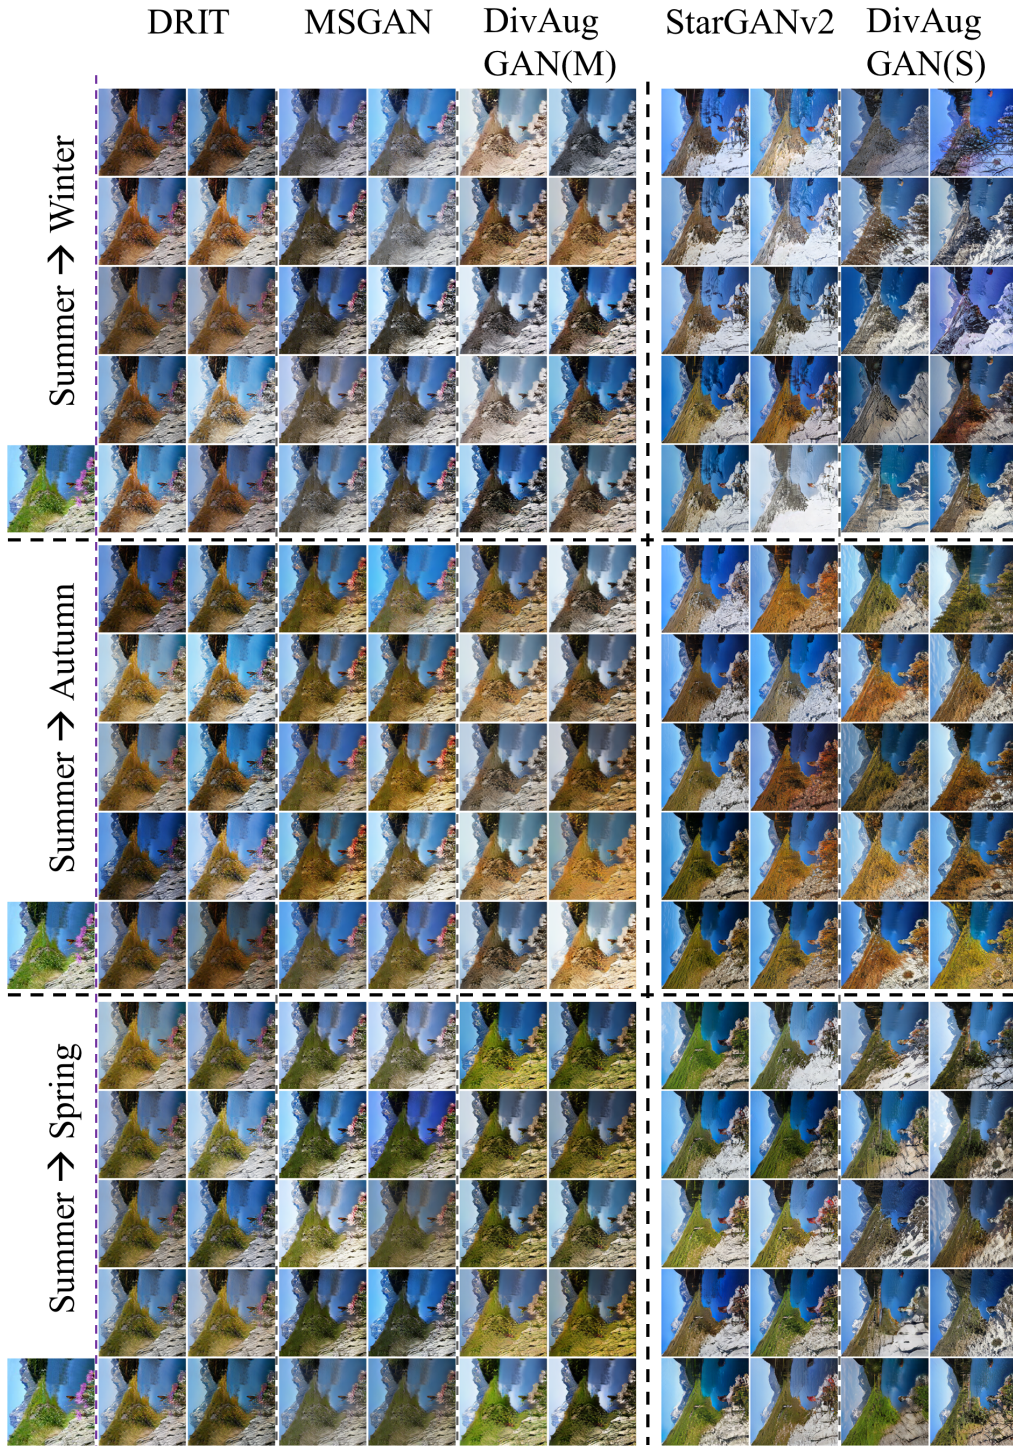 DRIT
MSGAN
DivAug
GAN(M)
StarGANv2
DivAug
GAN(S)
Summer → Winter
Summer → Autumn
Summer → Spring